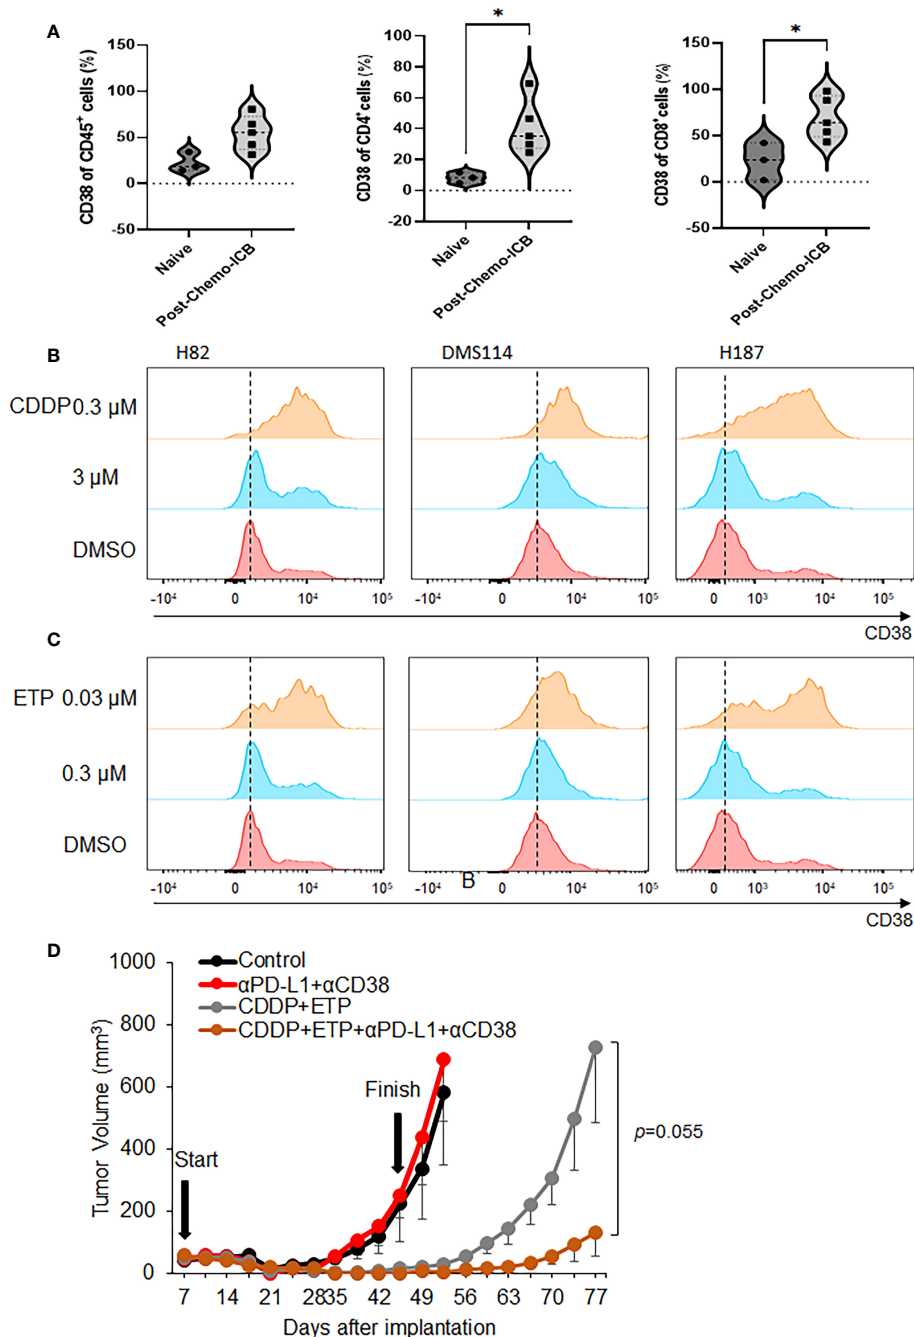 A
CD38 of CD45⁺ cells (%)
150
100
50
0
-50
Naive
Post-Chemo-ICB
CD38 of CD4⁺cells (%)
100
80
60
40
20
0
-20
*
Naive
Post-Chemo-ICB
CD38 of CD8⁺cells (%)
150
100
50
0
-50
*
Naive
Post-Chemo-ICB
B
H82 DMS114 H187
CDDP 0.3 μM
3 μM
DMSO
-10⁴ 0 10⁴ 10⁵ -10⁴ 0 10⁴ 10⁵ 0 10³ 10⁴ 10⁵
CD38
C
ETP 0.03 μM
0.3 μM
DMSO
B
-10⁴ 0 10⁴ 10⁵ -10⁴ 0 10⁴ 10⁵ 0 10³ 10⁴ 10⁵
CD38
D
Tumor Volume (mm³)
1000
800
600
400
200
0
Control
αPD-L1+αCD38
CDDP+ETP
CDDP+ETP+αPD-L1+αCD38
Start
Finish
p=0.055
7 14 21 28 35 42 49 56 63 70 77
Days after implantation